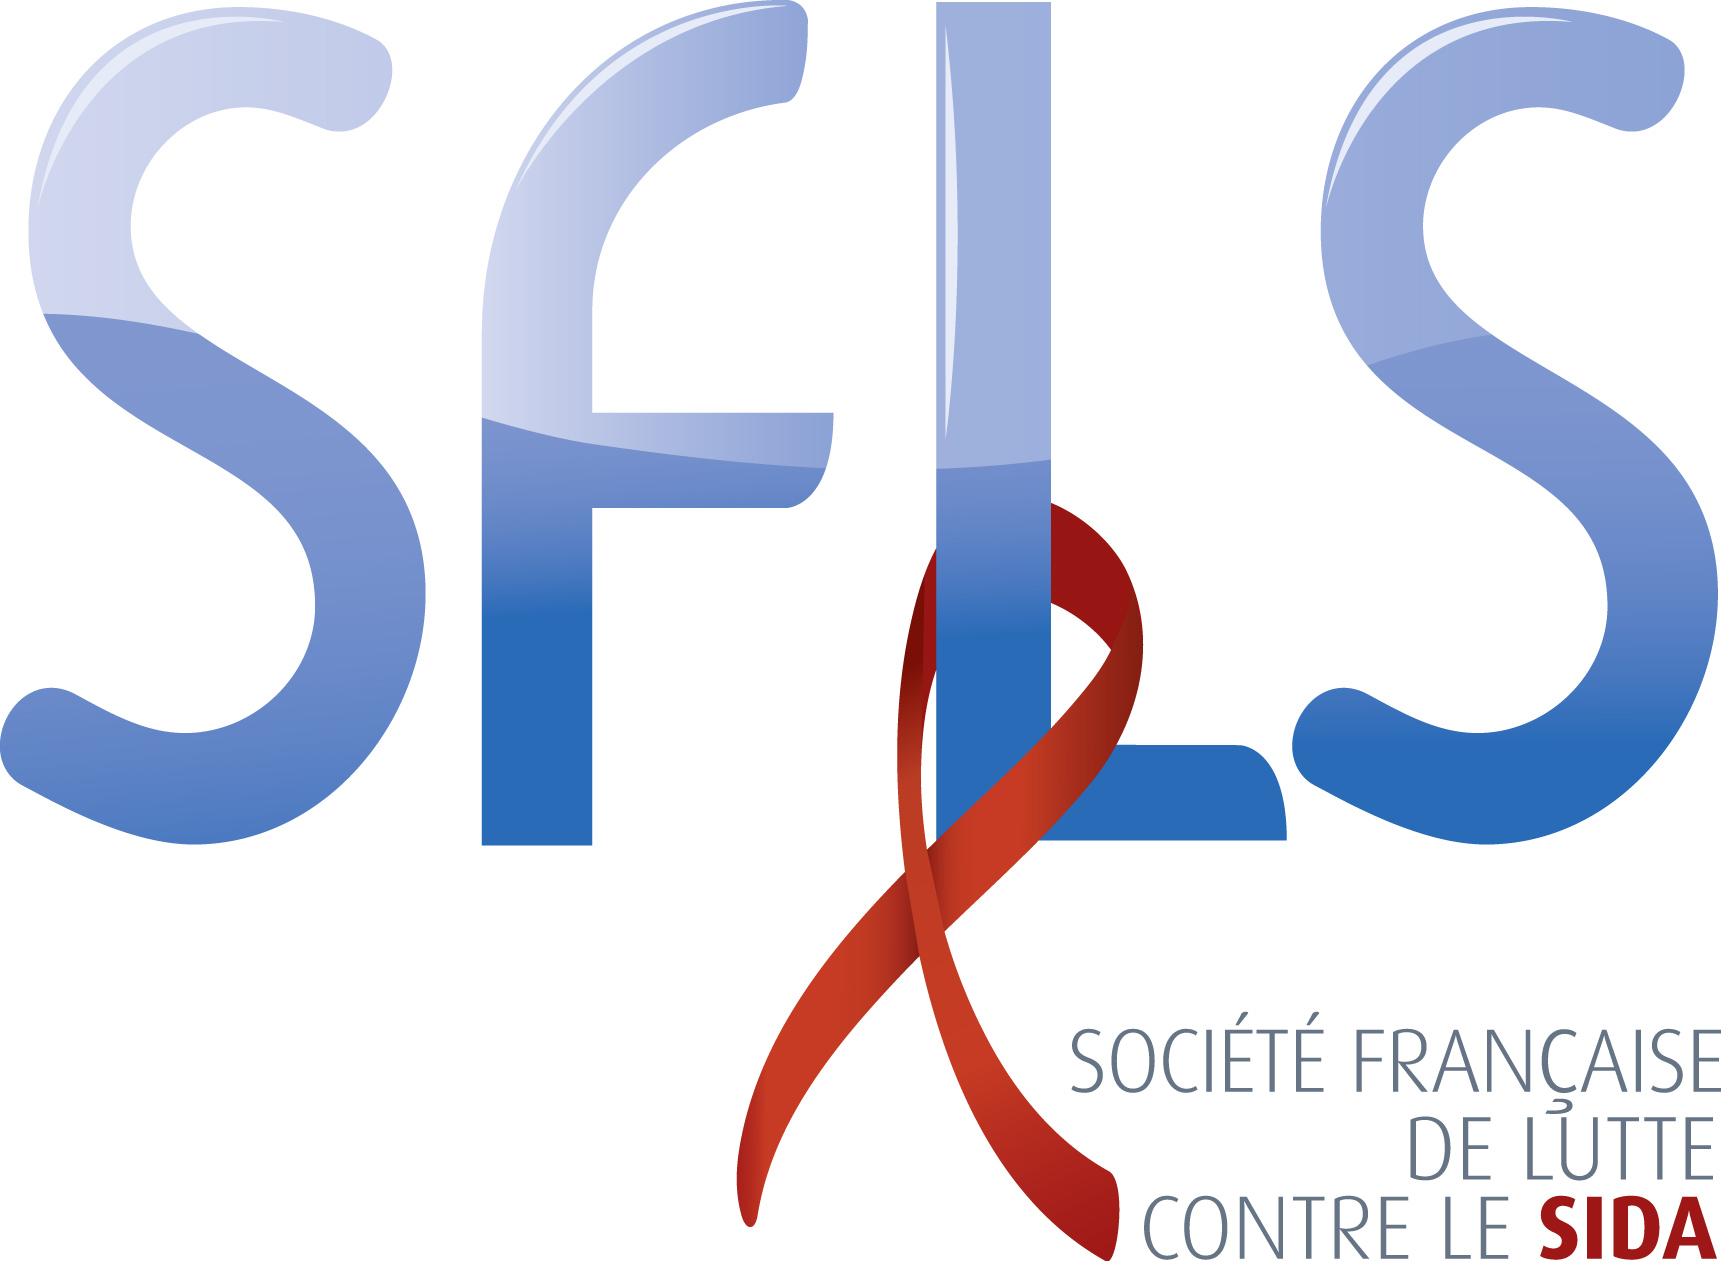 SFLS
SOCIÉTÉ FRANÇAISE
DE LUTTE
CONTRE LE SIDA